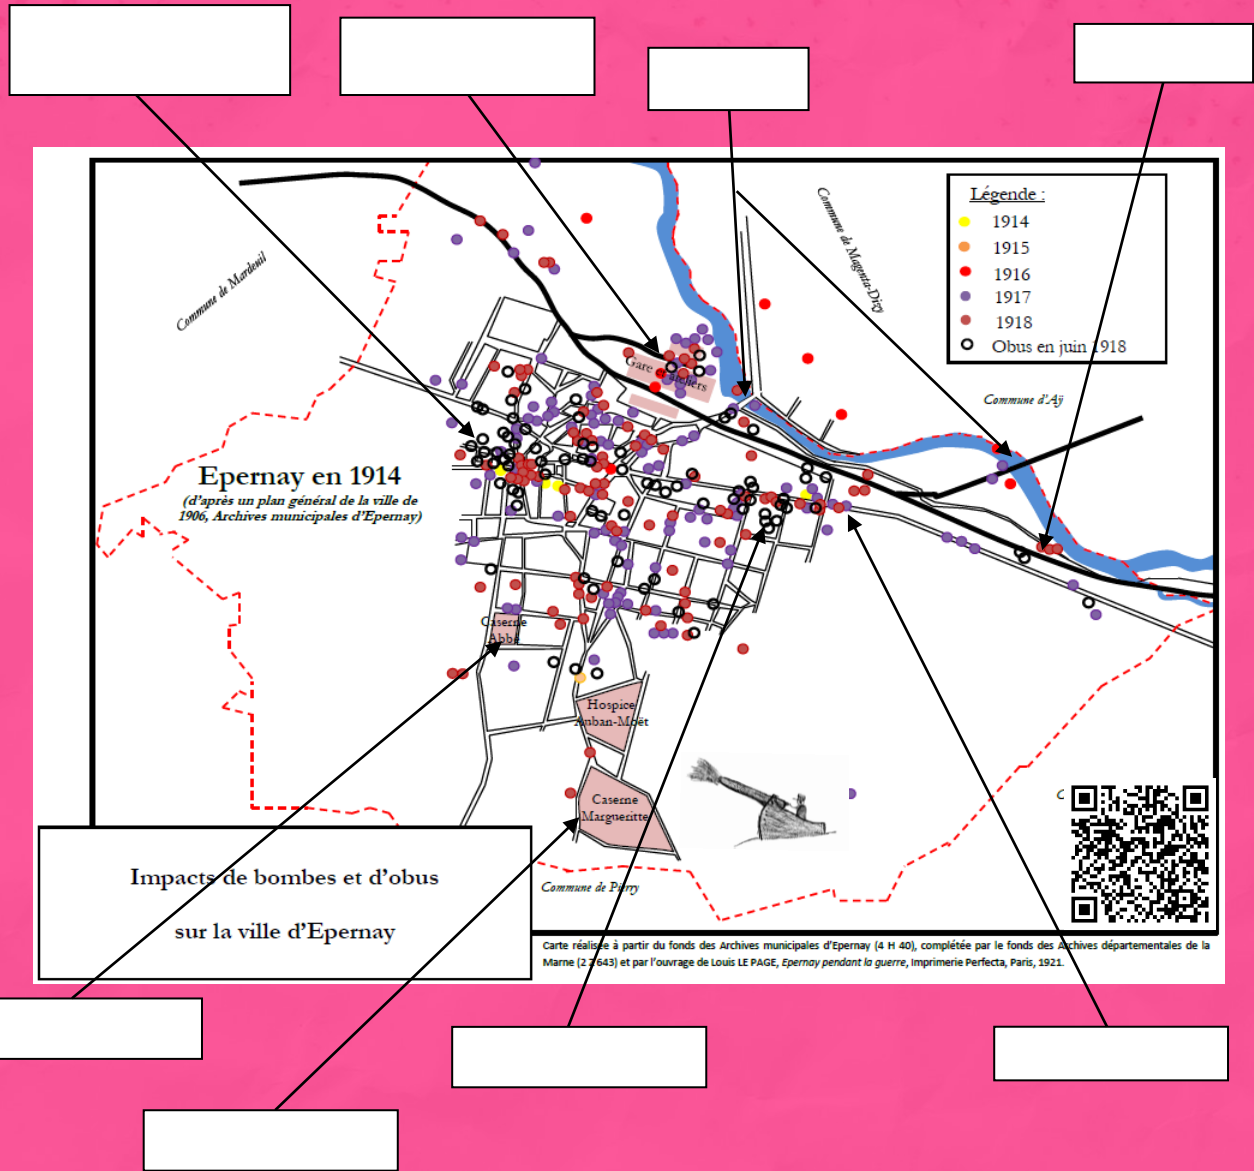 Légende :
1914
1915
1916
1917
1918
Obus en juin 1918
Commune de Mardeuil
Commune de Magenta-Dizy
Commune d'Aÿ
Gare et ateliers
Epernay en 1914
(d'après un plan général de la ville de
1906, Archives municipales d'Epernay)
Caserne
Abbé
Hospice
Auban-Moët
Caserne
Margueritte
C
Impacts de bombes et d'obus
sur la ville d'Epernay
Commune de Pierry
Carte réalisée à partir du fonds des Archives municipales d'Epernay (4 H 40), complétée par le fonds des Archives départementales de la
Marne (2 643) et par l'ouvrage de Louis LE PAGE, Epernay pendant la guerre, Imprimerie Perfecta, Paris, 1921.